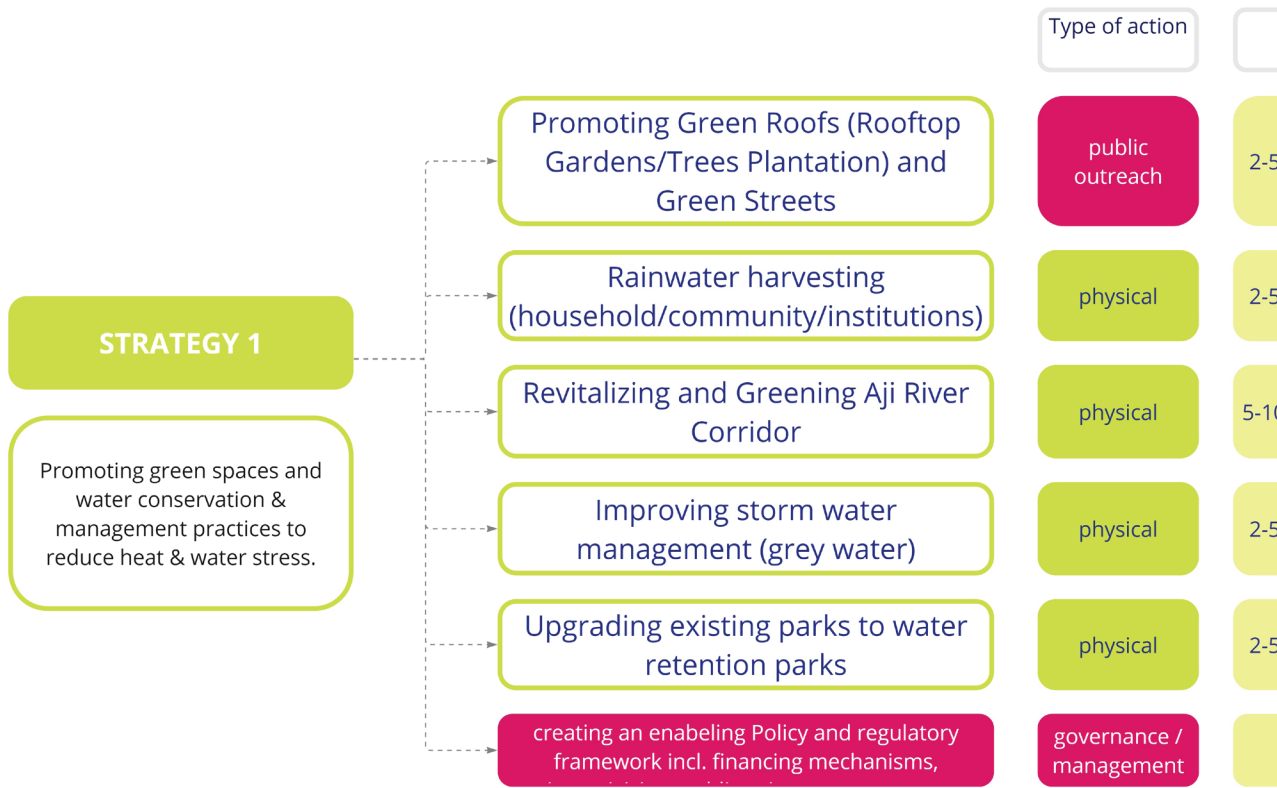 Type of action
Promoting Green Roofs (Rooftop
Gardens/Trees Plantation) and
Green Streets
public
outreach
2-5
Rainwater harvesting
(household/community/institutions)
physical
2-5
STRATEGY 1
Promoting green spaces and
water conservation &
management practices to
reduce heat & water stress.
Revitalizing and Greening Aji River
Corridor
physical
5-10
Improving storm water
management (grey water)
physical
2-5
Upgrading existing parks to water
retention parks
physical
2-5
creating an enabeling Policy and regulatory
framework incl. financing mechanisms,
governance /
management